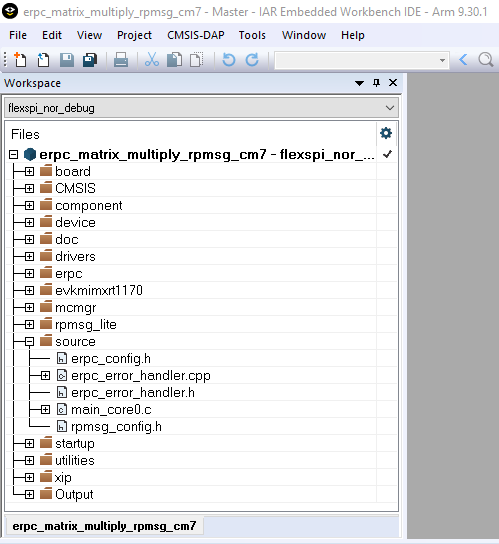 erpc_matrix_multiply_rpmsg_cm7 - Master - IAR Embedded Workbench IDE - Arm 9.30.1
File Edit View Project CMSIS-DAP Tools Window Help
Workspace
flexspi_nor_debug
Files
erpc_matrix_multiply_rpmsg_cm7 - flexspi_nor_...
board
CMSIS
component
device
doc
drivers
erpc
evkmimxrt1170
mcmgr
rpmsg_lite
source
erpc_config.h
erpc_error_handler.cpp
erpc_error_handler.h
main_core0.c
rpmsg_config.h
startup
utilities
xip
Output
erpc_matrix_multiply_rpmsg_cm7